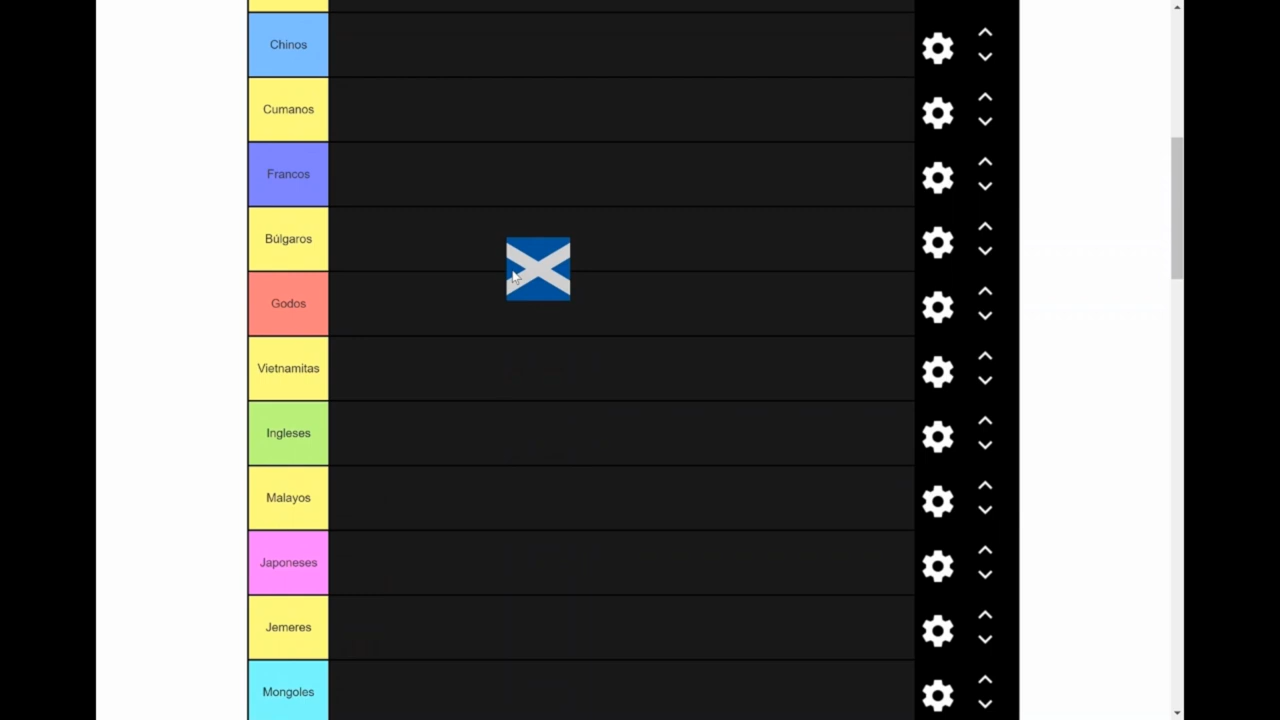 Chinos
Cumanos
Francos
Búlgaros
Godos
Vietnamitas
Ingleses
Malayos
Japoneses
Jemeres
Mongoles